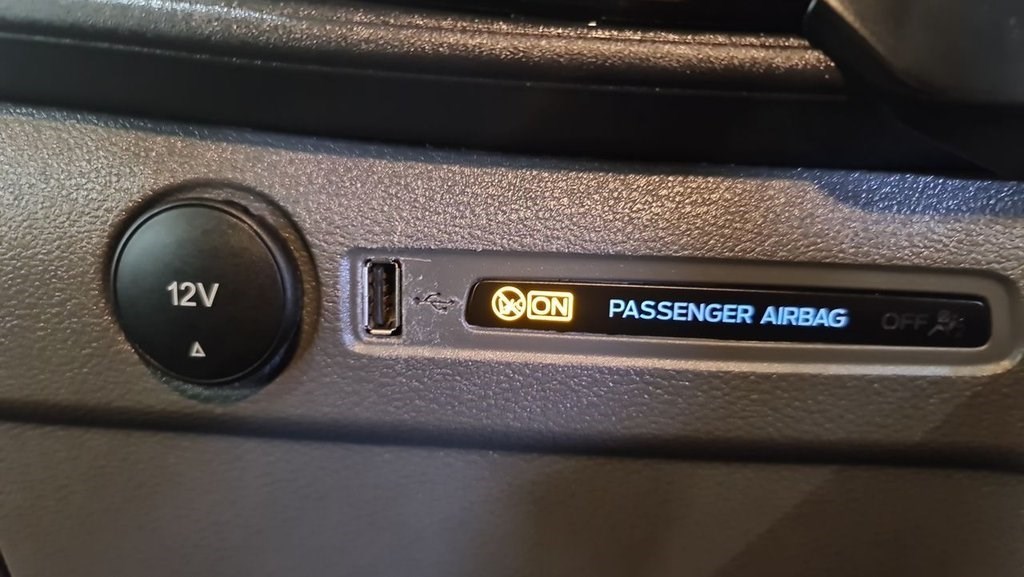 12V
ON PASSENGER AIRBAG OFF